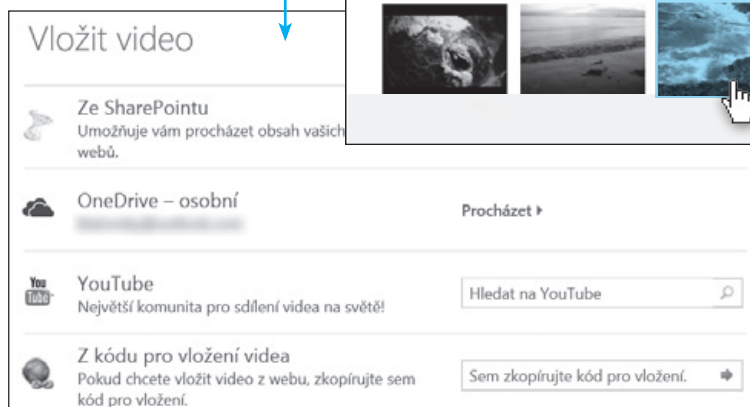 Vložit video
Ze SharePointu
Umožňuje vám procházet obsah vašich
webů.
OneDrive – osobní
Procházet
You
Tube
YouTube
Největší komunita pro sdílení videa na světě!
Hledat na YouTube
Z kódu pro vložení videa
Pokud chcete vložit video z webu, zkopírujte sem
kód pro vložení.
Sem zkopírujte kód pro vložení.